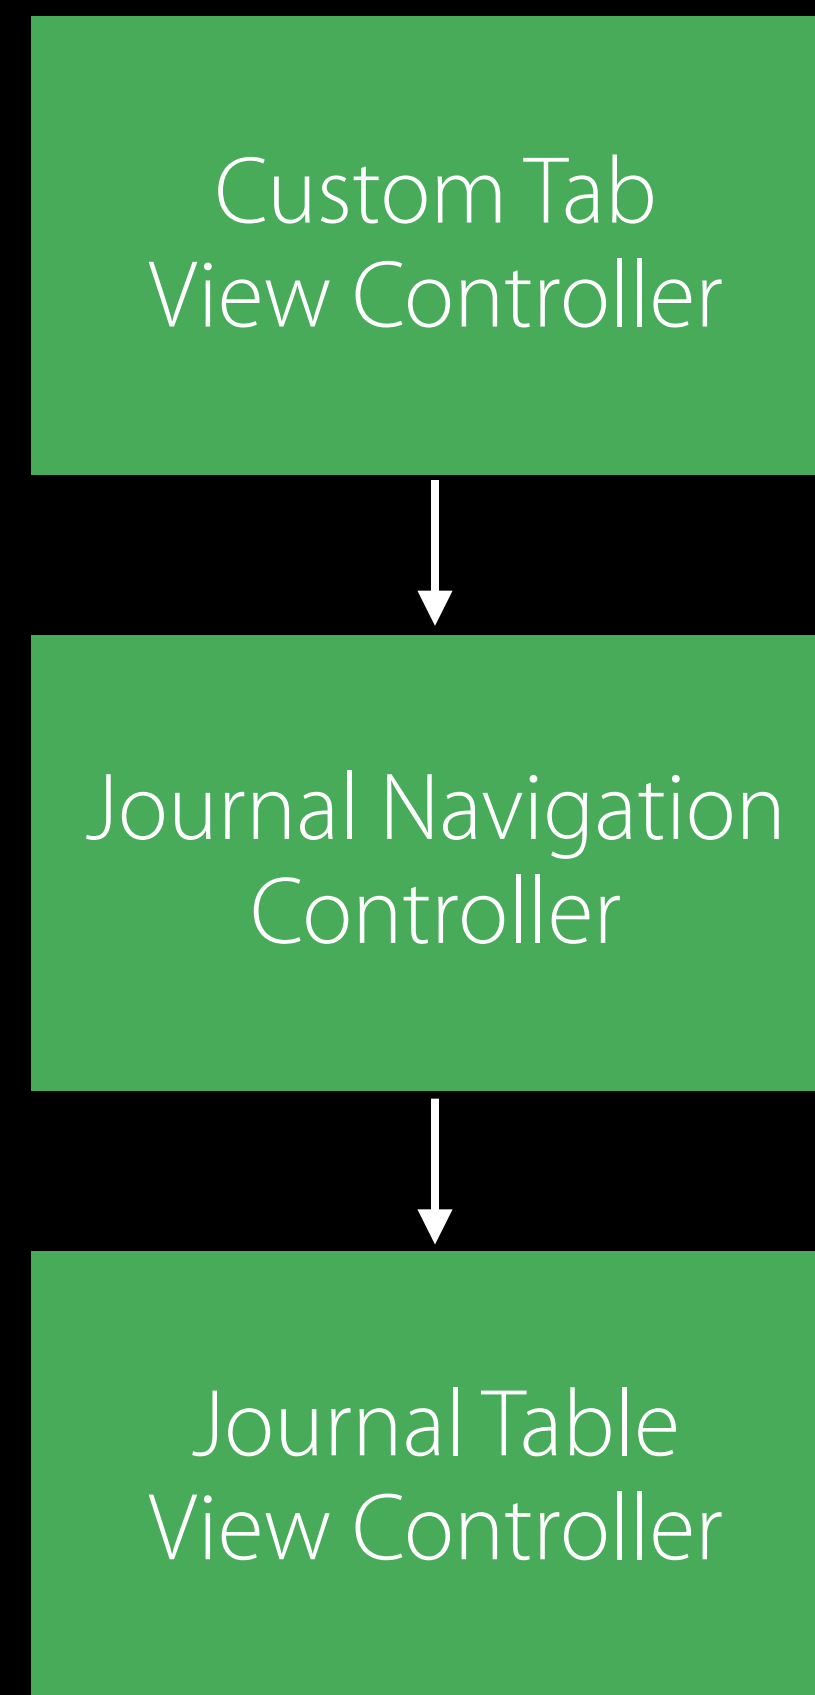 Custom Tab
View Controller
Journal Navigation
Controller
Journal Table
View Controller